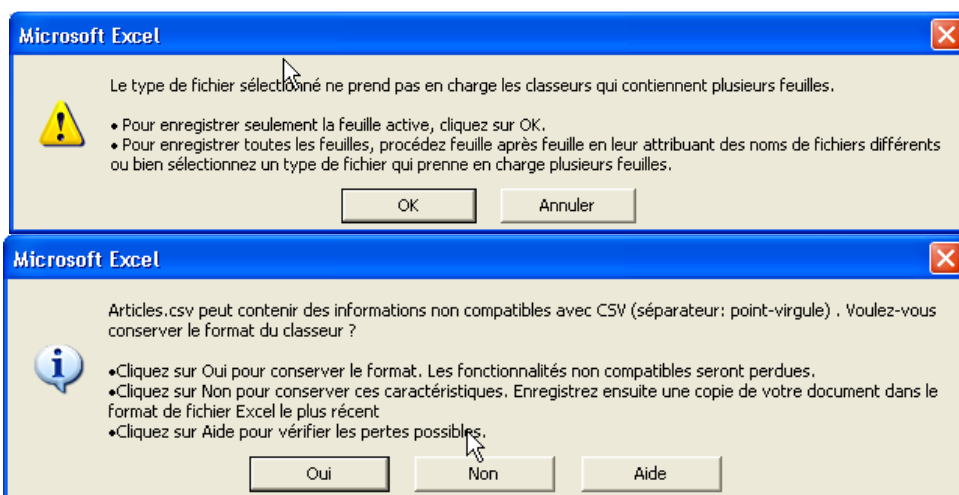 Microsoft Excel
Le type de fichier sélectionné ne prend pas en charge les classeurs qui contiennent plusieurs feuilles.
• Pour enregistrer seulement la feuille active, cliquez sur OK.
• Pour enregistrer toutes les feuilles, procédez feuille après feuille en leur attribuant des noms de fichiers différents
ou bien sélectionnez un type de fichier qui prenne en charge plusieurs feuilles.
OK Annuler
Microsoft Excel
Articles.csv peut contenir des informations non compatibles avec CSV (séparateur: point-virgule) . Voulez-vous
conserver le format du classeur ?
•Cliquez sur Oui pour conserver le format. Les fonctionnalités non compatibles seront perdues.
•Cliquez sur Non pour conserver ces caractéristiques. Enregistrez ensuite une copie de votre document dans le
format de fichier Excel le plus récent
•Cliquez sur Aide pour vérifier les pertes possibles.
Oui Non Aide